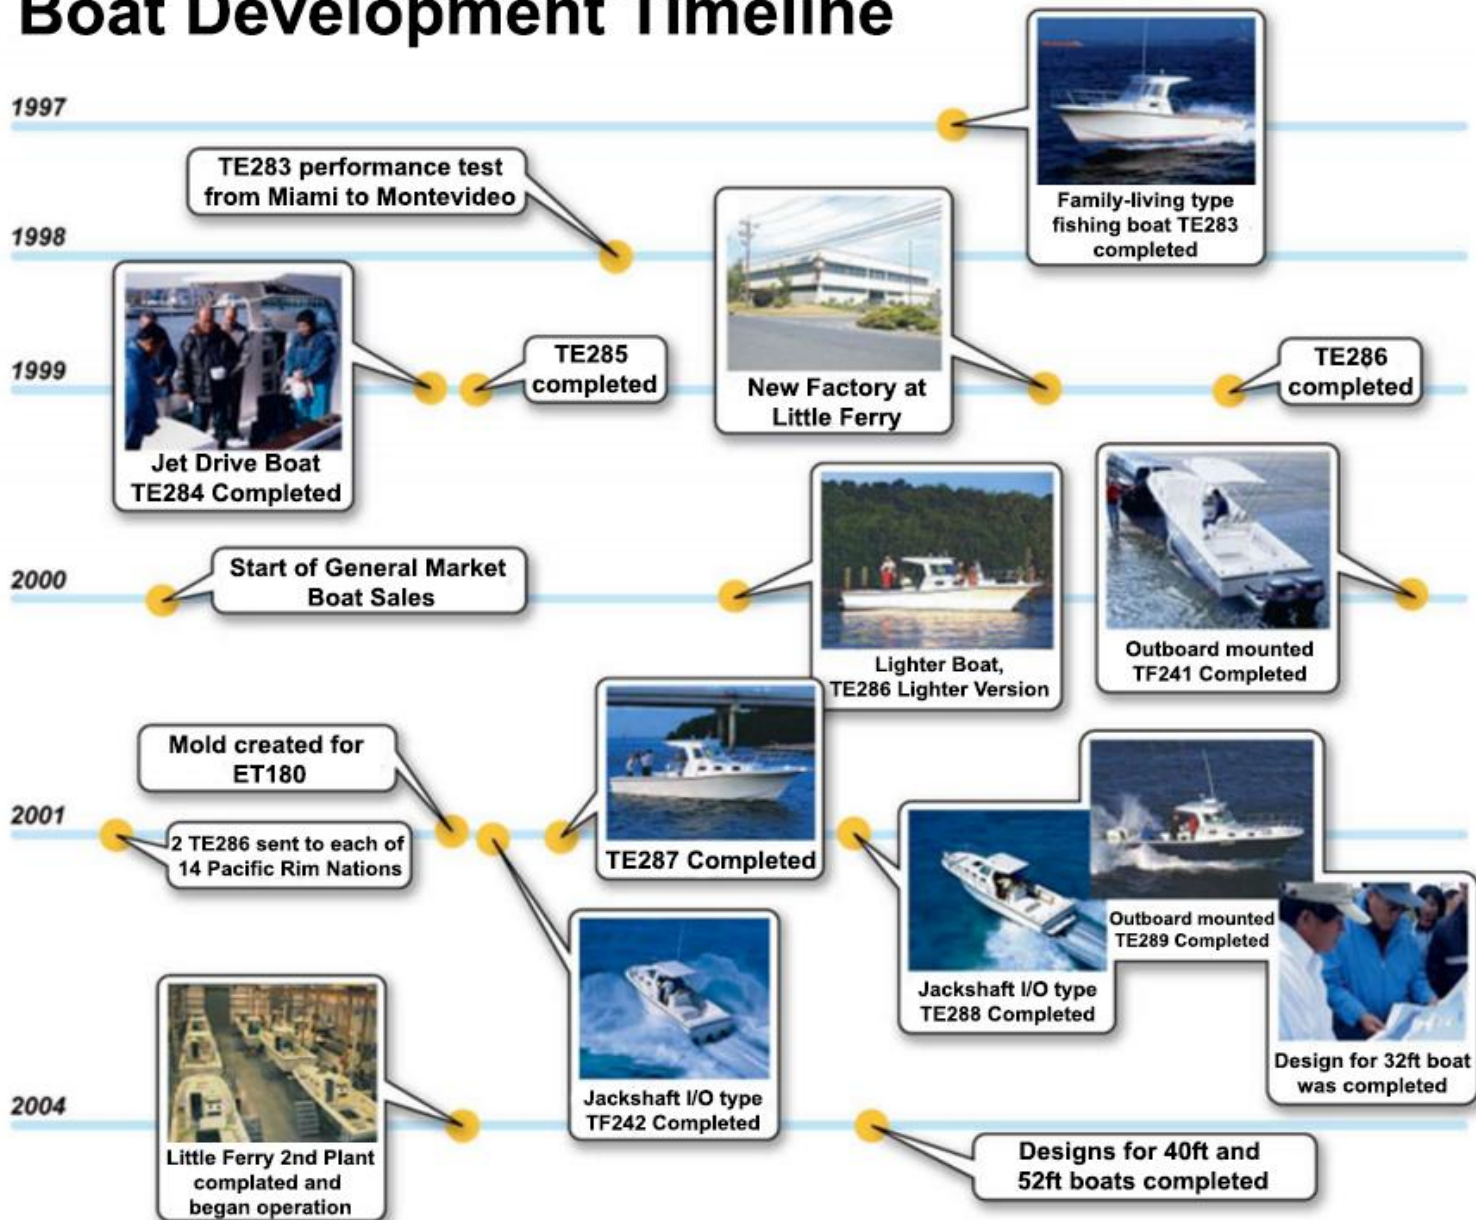 Boat Development Timeline
1997
Family-living type
fishing boat TE283
completed
TE283 performance test
from Miami to Montevideo
1998
New Factory at
Little Ferry
1999
Jet Drive Boat
TE284 Completed
TE285
completed
TE286
completed
2000
Start of General Market
Boat Sales
Lighter Boat,
TE286 Lighter Version
Outboard mounted
TF241 Completed
2001
2 TE286 sent to each of
14 Pacific Rim Nations
Mold created for
ET180
Jackshaft I/O type
TF242 Completed
TE287 Completed
Jackshaft I/O type
TE288 Completed
Outboard mounted
TE289 Completed
Design for 32ft boat
was completed
2004
Little Ferry 2nd Plant
complated and
began operation
Designs for 40ft and
52ft boats completed